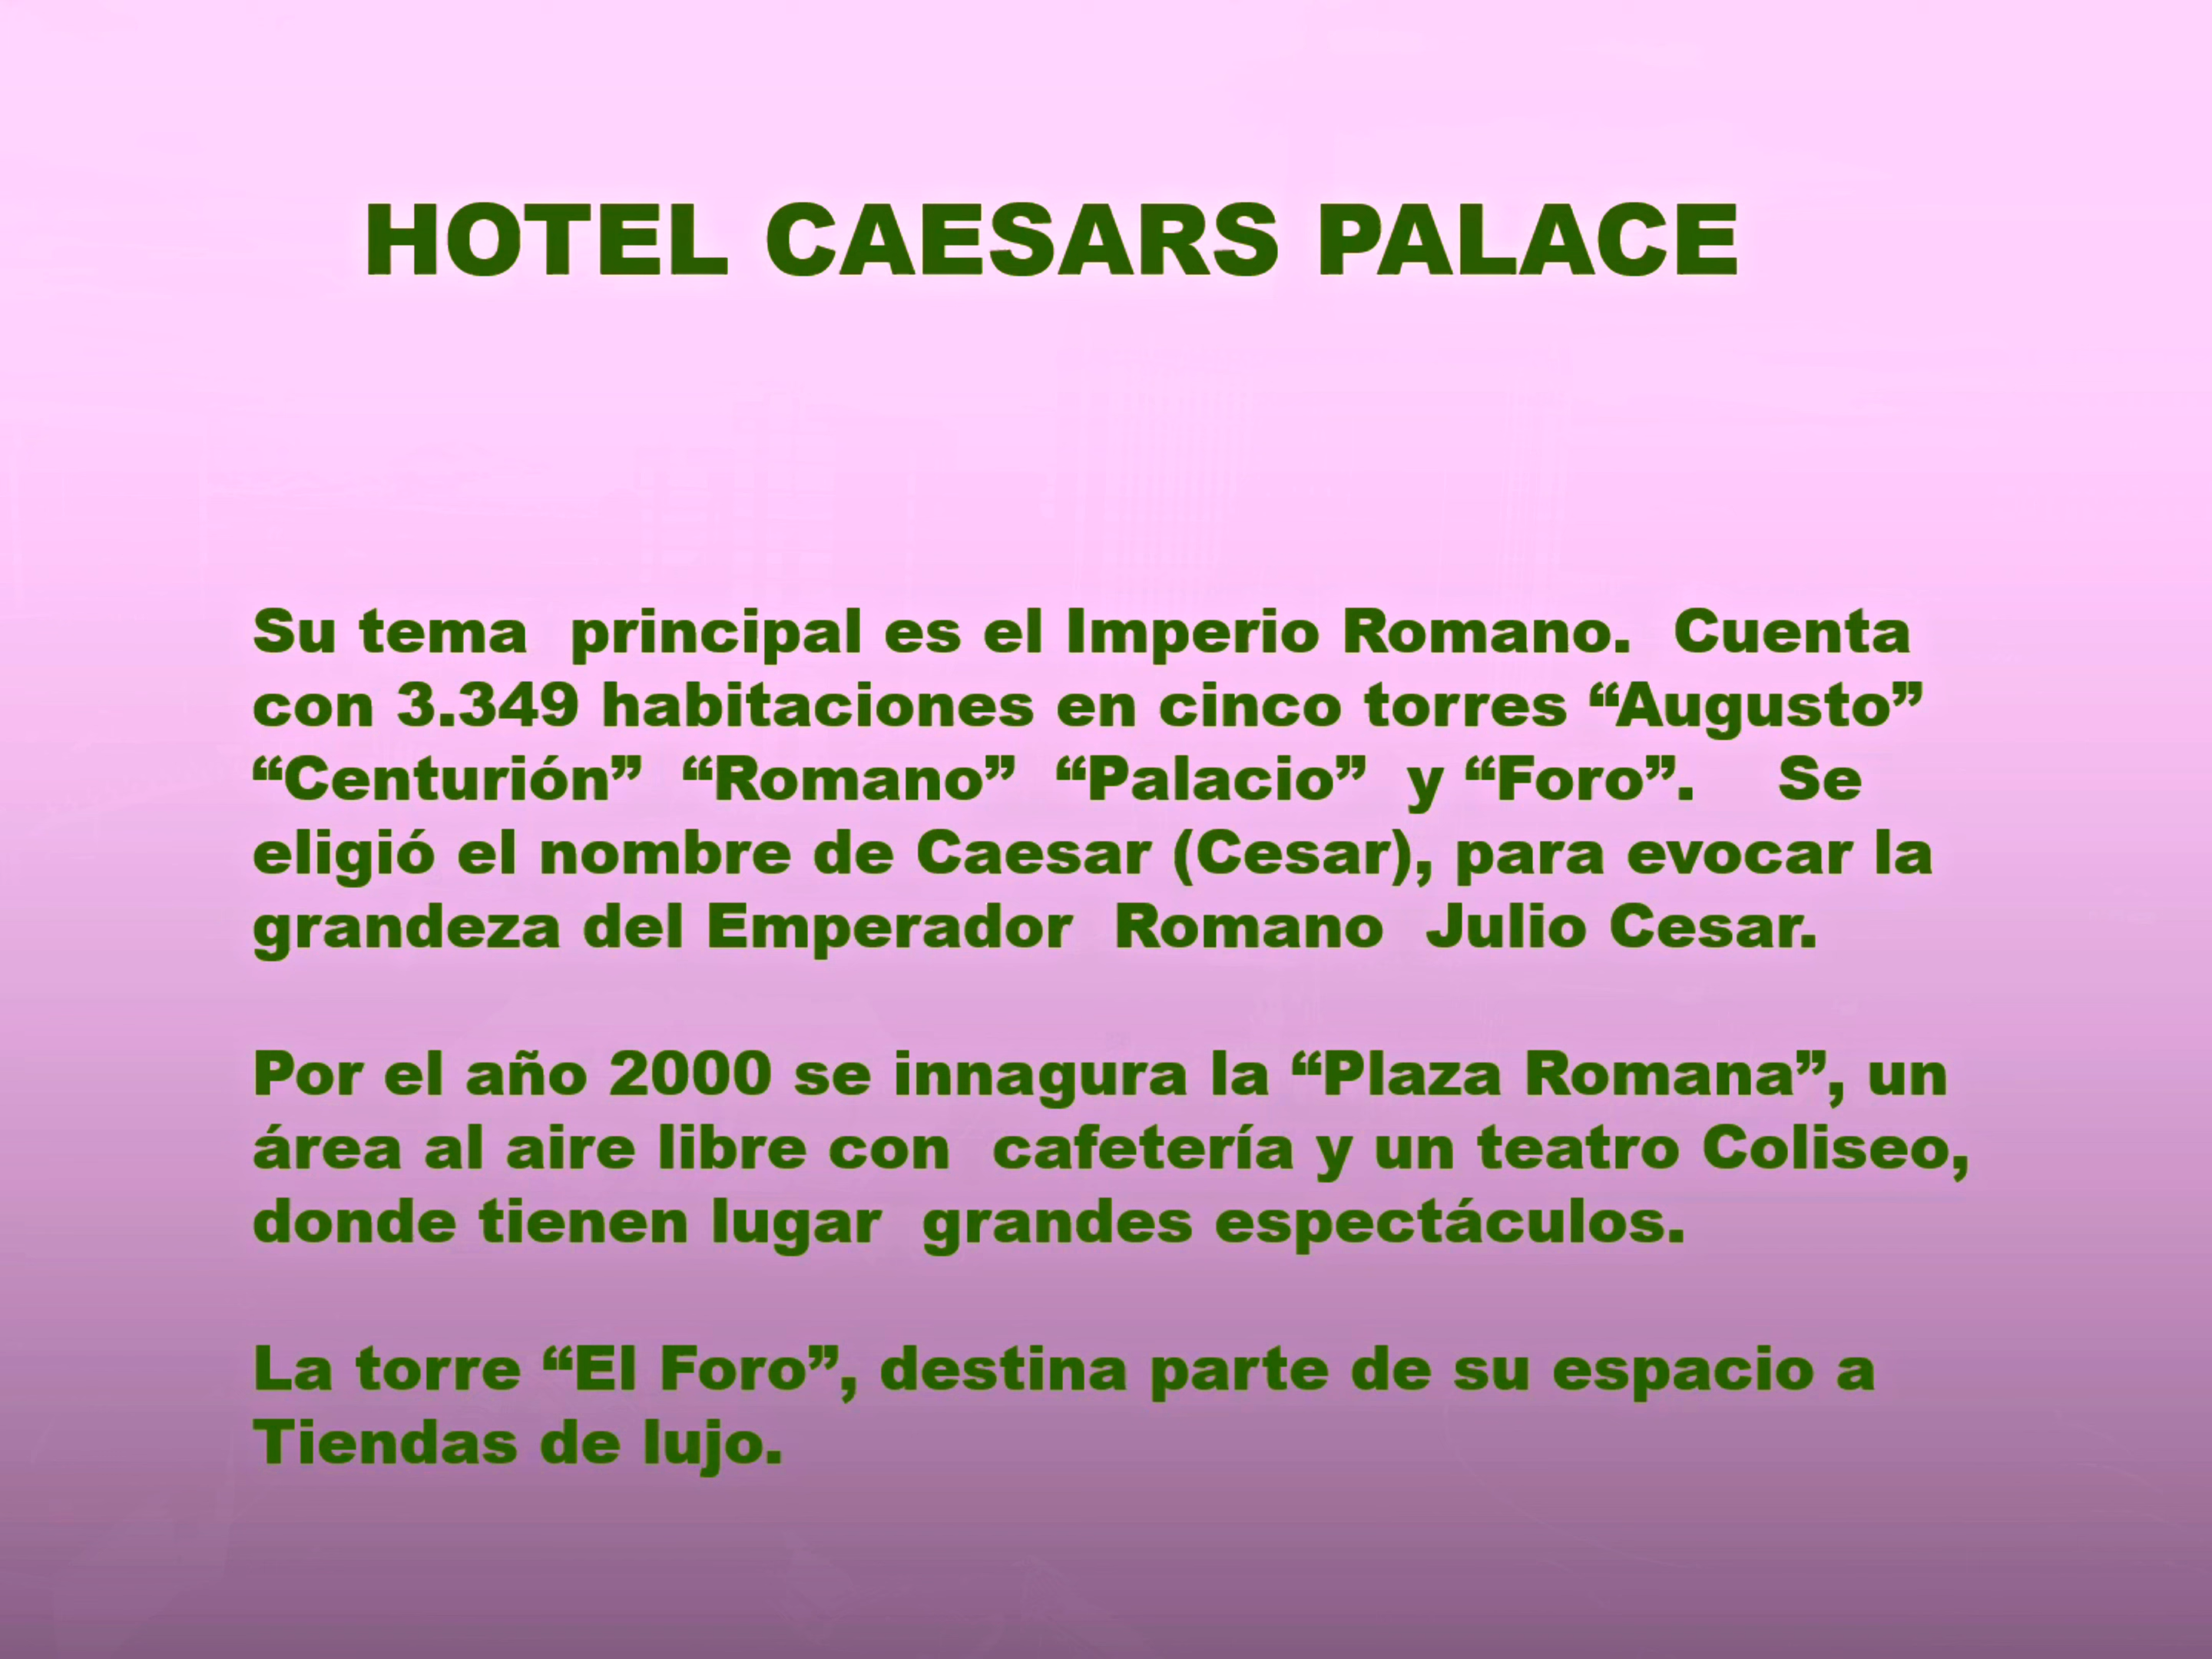 HOTEL CAESARS PALACE
Su tema  principal es el Imperio Romano.  Cuenta
con 3.349 habitaciones en cinco torres “Augusto”
“Centurión”  “Romano”  “Palacio”  y “Foro”.    Se
eligió el nombre de Caesar (Cesar), para evocar la
grandeza del Emperador  Romano  Julio Cesar.
Por el año 2000 se innagura la “Plaza Romana”, un
área al aire libre con  cafetería y un teatro Coliseo,
donde tienen lugar  grandes espectáculos.
La torre “El Foro”, destina parte de su espacio a
Tiendas de lujo.